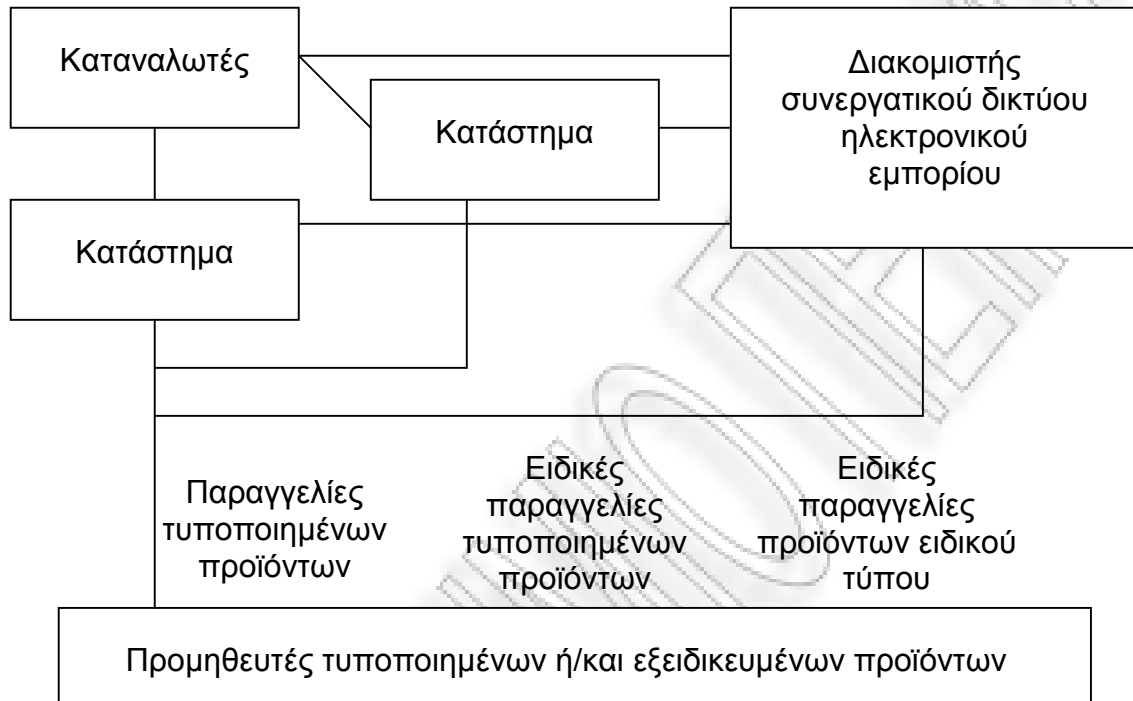 Καταναλωτές
Κατάστημα
Διακομιστής
συνεργατικού δικτύου
ηλεκτρονικού
εμπορίου
Κατάστημα
Παραγγελίες
τυποποιημένων
προϊόντων
Ειδικές
παραγγελίες
τυποποιημένων
προϊόντων
Ειδικές
παραγγελίες
προϊόντων ειδικού
τύπου
Προμηθευτές τυποποιημένων ή/και εξειδικευμένων προϊόντων